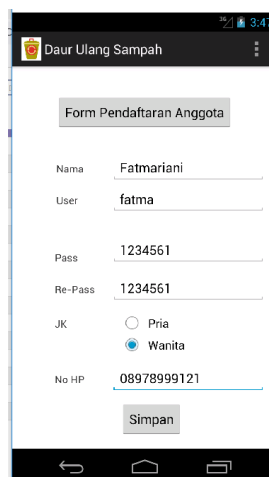 36 3:47
Daur Ulang Sampah
Form Pendaftaran Anggota
Nama Fatmariani
User fatma
Pass 1234561
Re-Pass 1234561
JK Pria
Wanita
No HP 08978999121
Simpan